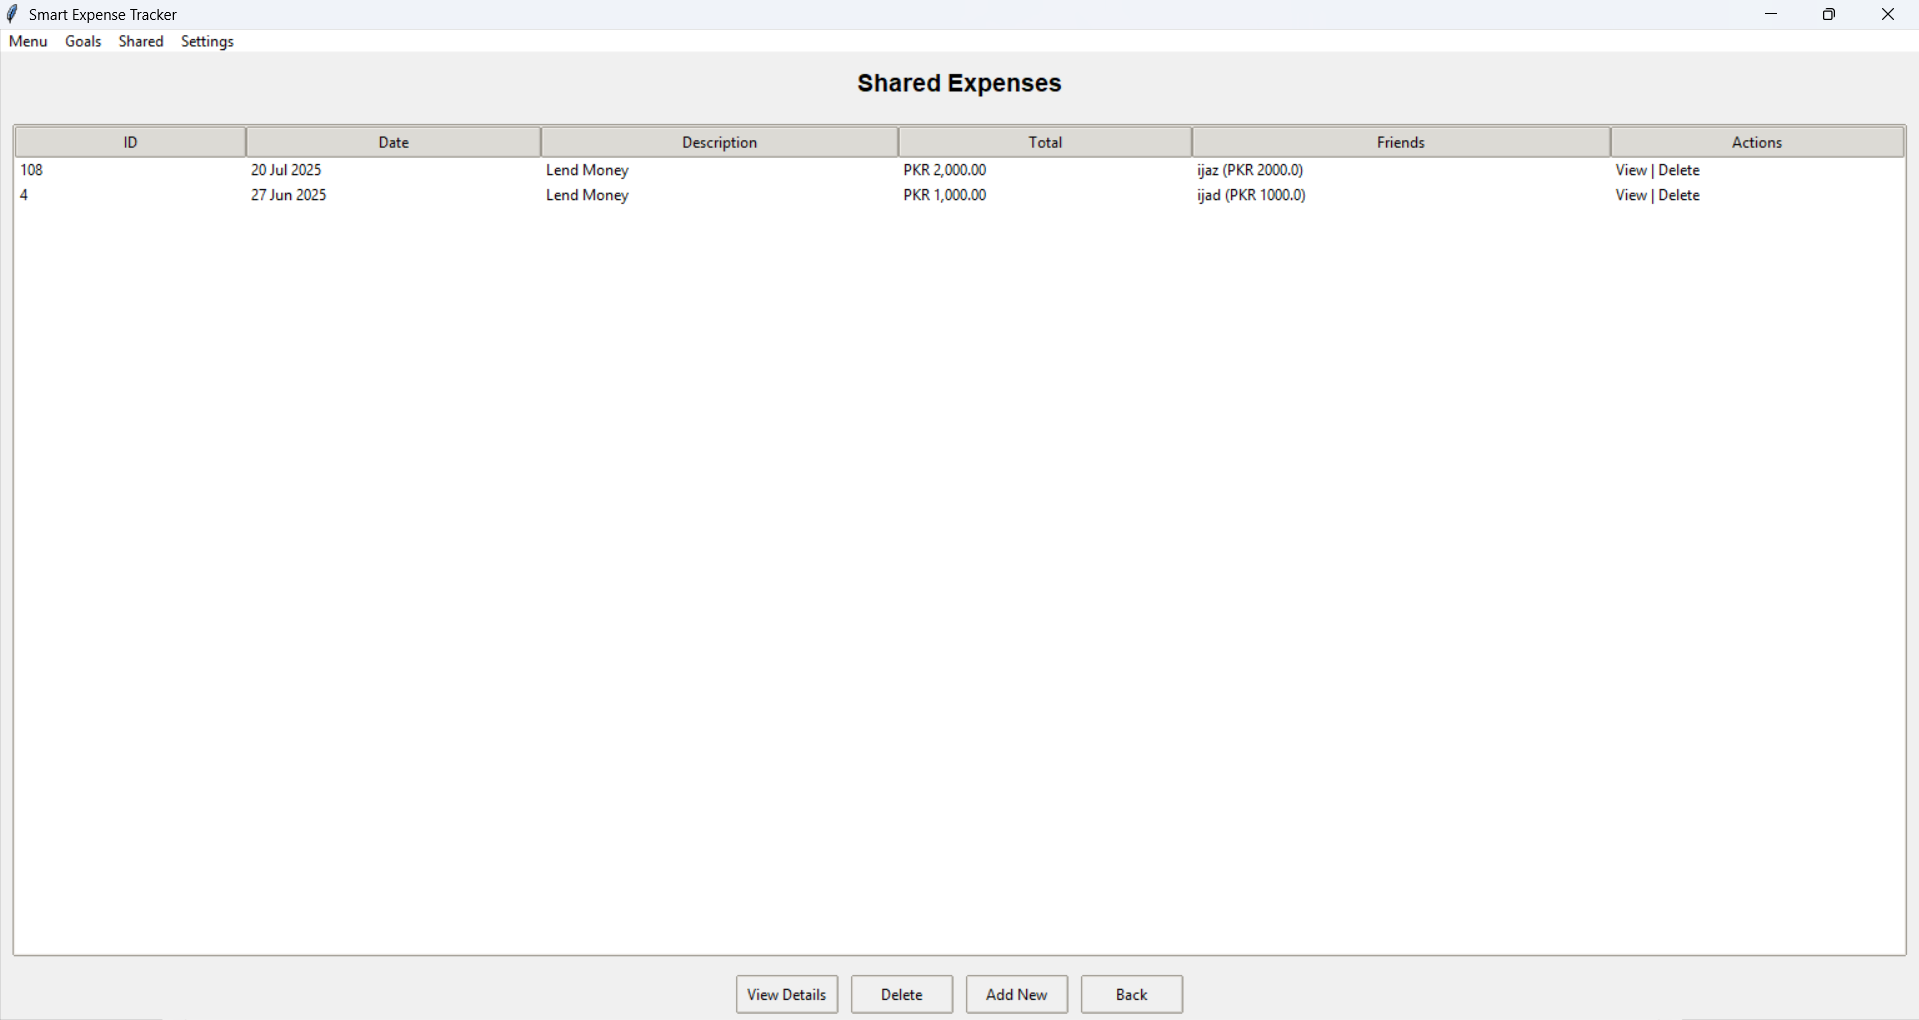 Smart Expense Tracker
Menu Goals Shared Settings
Shared Expenses
ID Date Description Total Friends Actions
108 20 Jul 2025 Lend Money PKR 2,000.00 ijaz (PKR 2000.0) View | Delete
4 27 Jun 2025 Lend Money PKR 1,000.00 ijad (PKR 1000.0) View | Delete
View Details Delete Add New Back